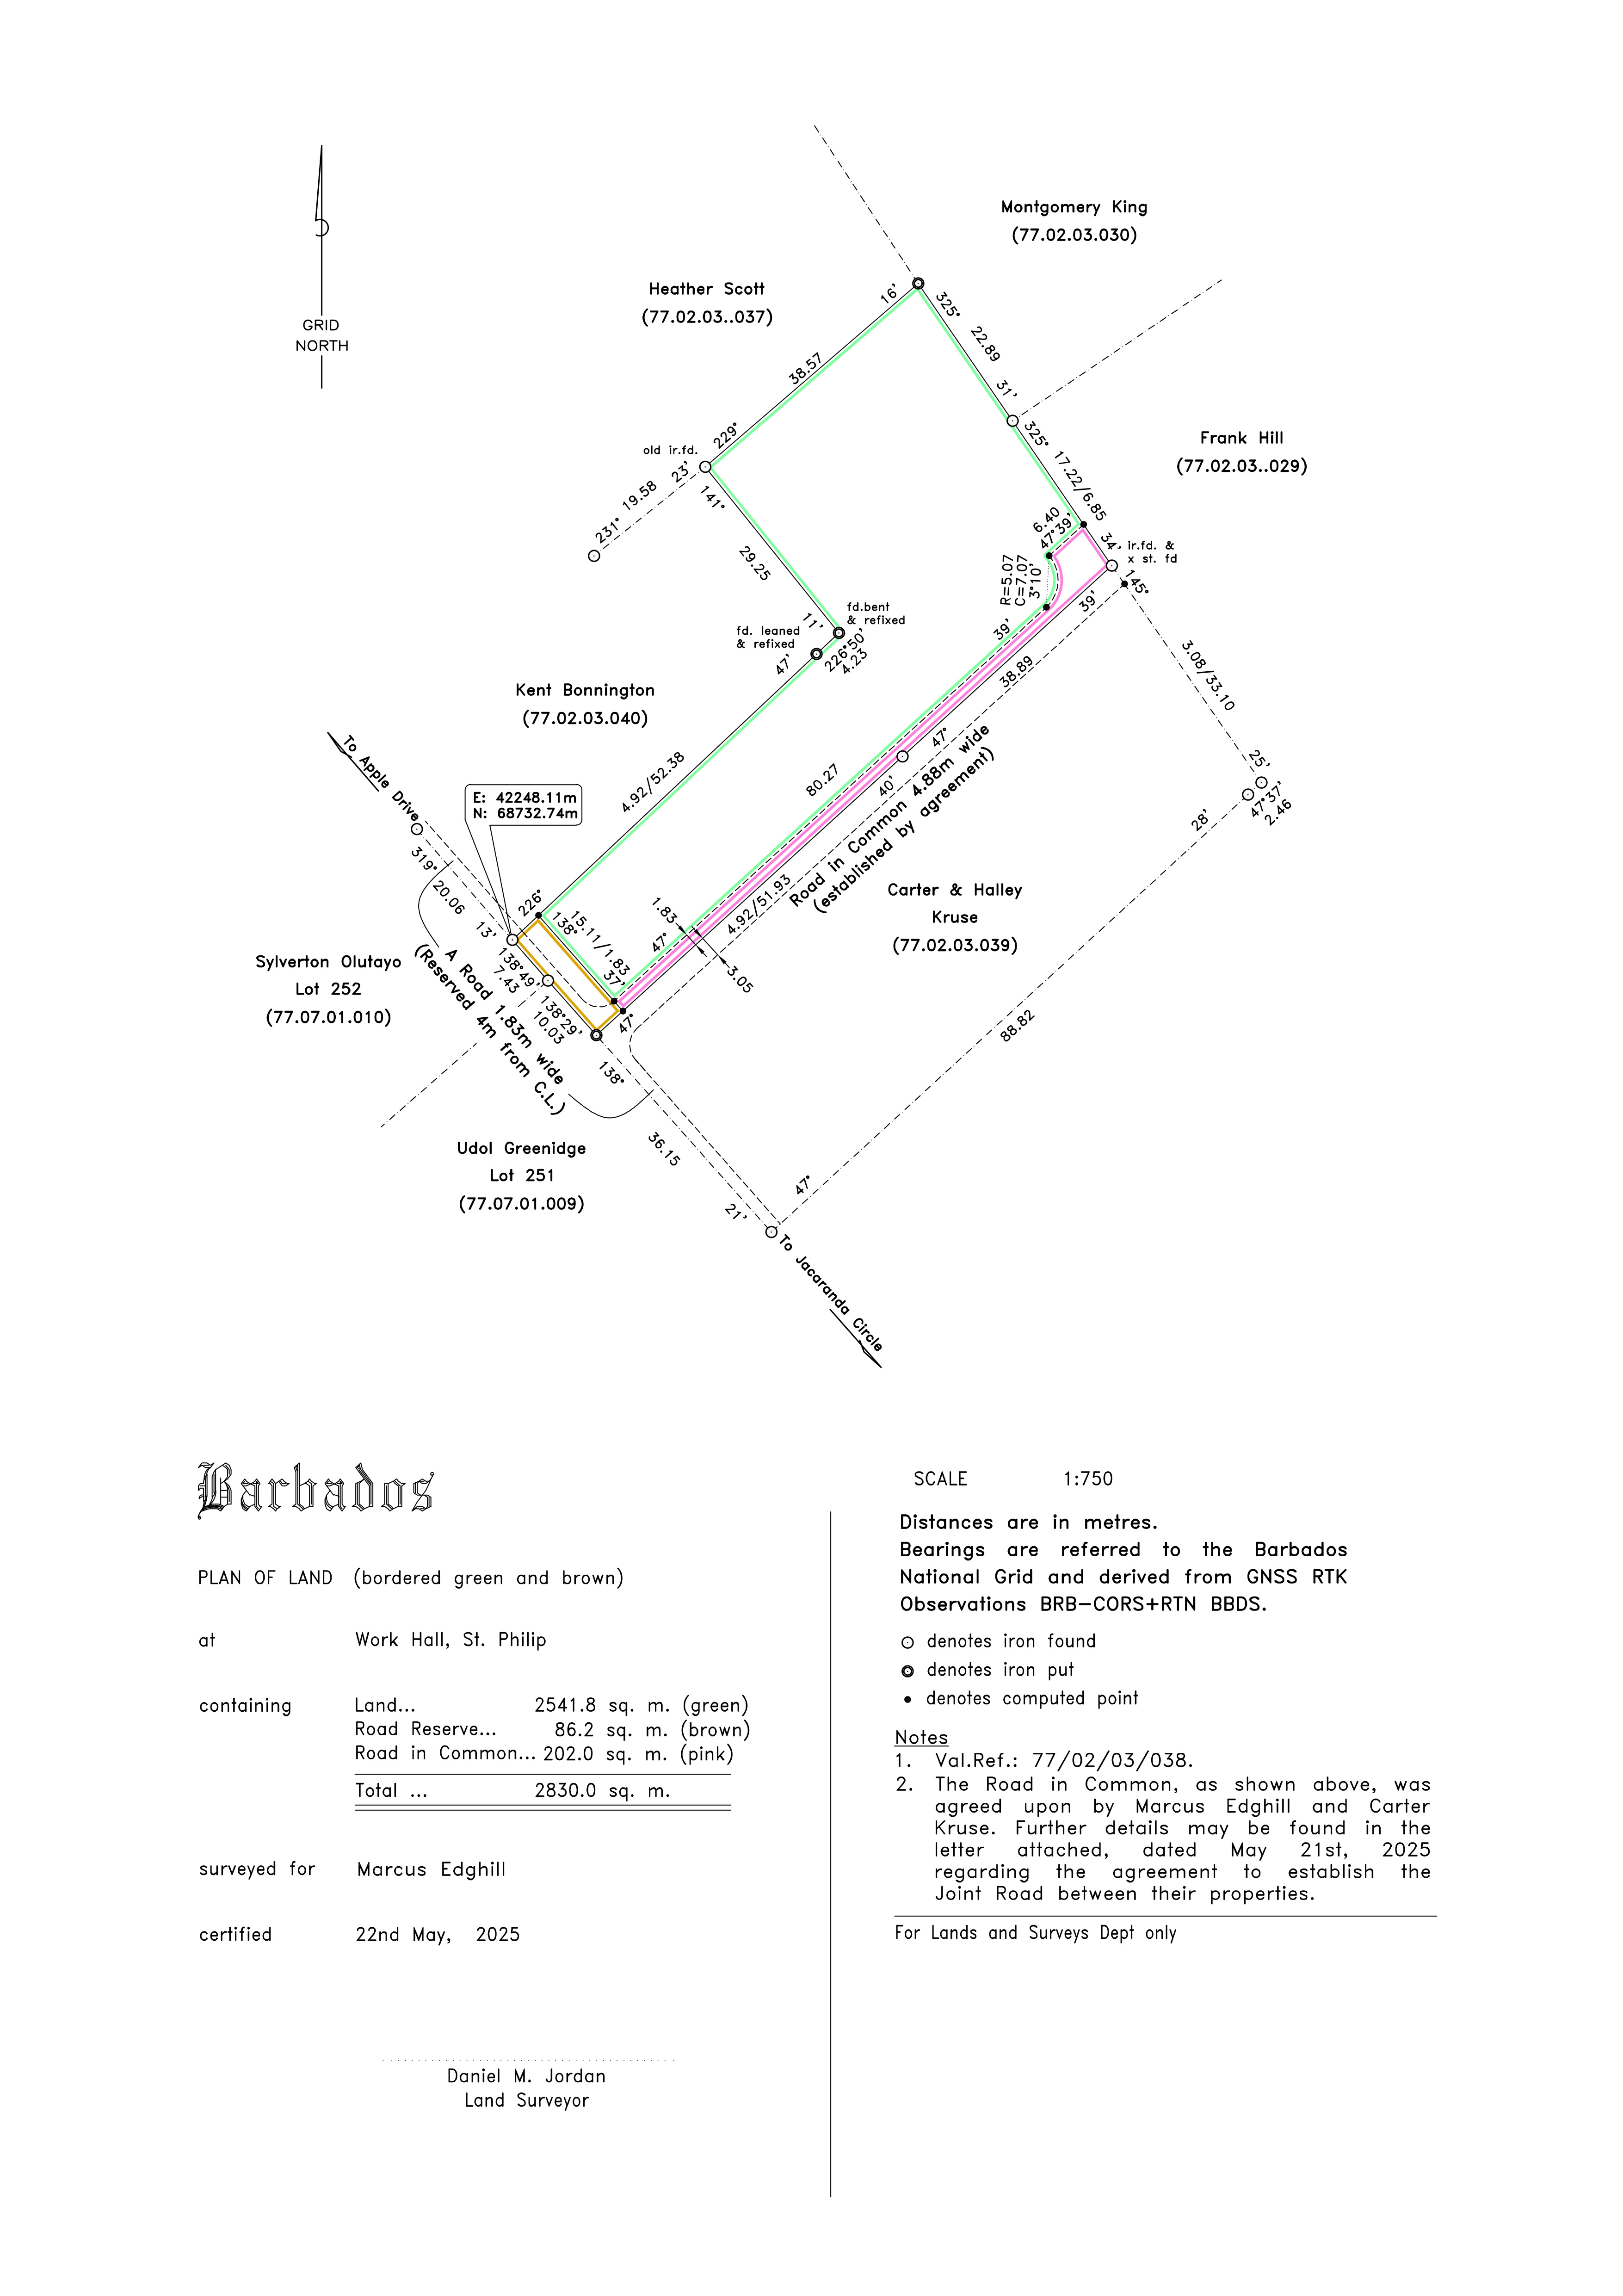 Montgomery King
(77.02.03.030)
Heather Scott
(77.02.03..037)
GRID
NORTH
16'
325°
22.89
31'
38.57
229°
old ir.fd.
23'
19.58
231°
141°
29.25
11'
Frank Hill
(77.02.03..029)
325°
17.22/6.85
34'
6.40
47°39'
ir.fd. &
x st. fd
145°
R=5.07
C=7.07
3°10'
39'
39'
fd.bent
& refixed
fd. leaned
& refixed
226°50'
4.23
47'
38.89
3.08/33.10
25'
47°37'
2.46
28'
Kent Bonnington
(77.02.03.040)
To Apple Drive
E: 42248.11m
N: 68732.74m
4.92/52.38
80.27
47°
40'
Road in Common 4.88m wide
(established by agreement)
4.92/51.93
Carter & Halley
Kruse
(77.02.03.039)
319°
20.06
13'
226°
138°
15.11/1.83
37'
1.83
47°
3.05
138°49'
7.43
138°29'
10.03
47°
Sylverton Olutayo
Lot 252
(77.07.01.010)
A Road 1.83m wide
(Reserved 4m from C.L.)
138°
36.15
21'
88.82
47°
Udol Greenidge
Lot 251
(77.07.01.009)
To Jacaranda Circle
Barbados
PLAN OF LAND (bordered green and brown)
at Work Hall, St. Philip
containing Land... 2541.8 sq. m. (green)
Road Reserve... 86.2 sq. m. (brown)
Road in Common... 202.0 sq. m. (pink)
Total ... 2830.0 sq. m.
surveyed for Marcus Edghill
certified 22nd May, 2025
Daniel M. Jordan
Land Surveyor
SCALE 1:750
Distances are in metres.
Bearings are referred to the Barbados
National Grid and derived from GNSS RTK
Observations BRB-CORS+RTN BBDS.
denotes iron found
denotes iron put
denotes computed point
Notes
1. Val.Ref.: 77/02/03/038.
2. The Road in Common, as shown above, was
agreed upon by Marcus Edghill and Carter
Kruse. Further details may be found in the
letter attached, dated May 21st, 2025
regarding the agreement to establish the
Joint Road between their properties.
For Lands and Surveys Dept only